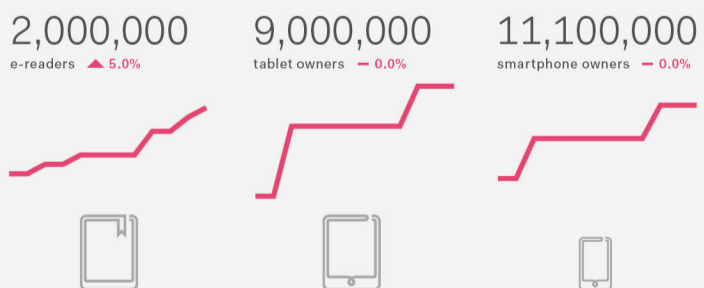 2,000,000
e-readers ▲ 5.0%
9,000,000
tablet owners – 0.0%
11,100,000
smartphone owners – 0.0%